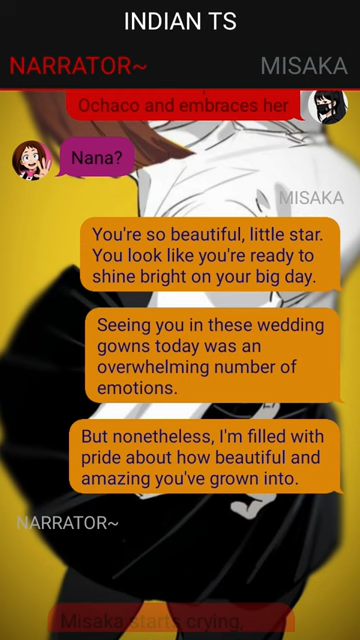 INDIAN TS
NARRATOR~
MISAKA
Ochaco and embraces her
Nana?
MISAKA
You're so beautiful, little star.
You look like you're ready to
shine bright on your big day.
Seeing you in these wedding
gowns today was an
overwhelming number of
emotions.
But nonetheless, I'm filled with
pride about how beautiful and
amazing you've grown into.
NARRATOR~
Misaka starts crying,